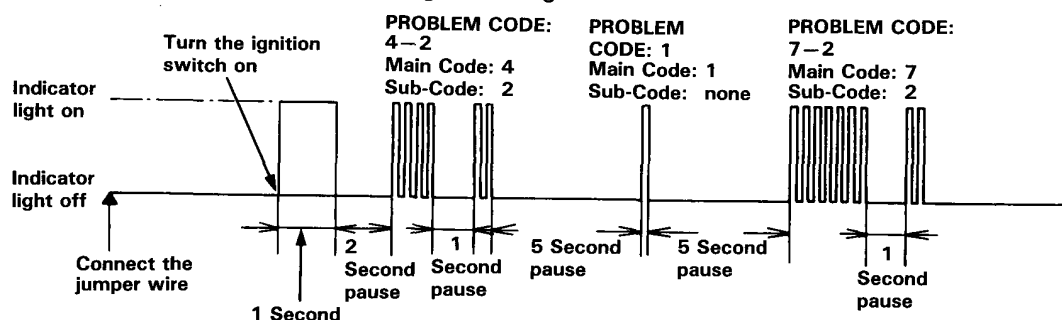 PROBLEM CODE:
4–2
Main Code: 4
Sub-Code: 2
PROBLEM
CODE: 1
Main Code: 1
Sub-Code: none
PROBLEM CODE:
7–2
Main Code: 7
Sub-Code: 2
Turn the ignition
switch on
Indicator
light on
Indicator
light off
Connect the
jumper wire
1 Second
2
Second
pause
1
Second
pause
5 Second
pause
5 Second
pause
1
Second
pause